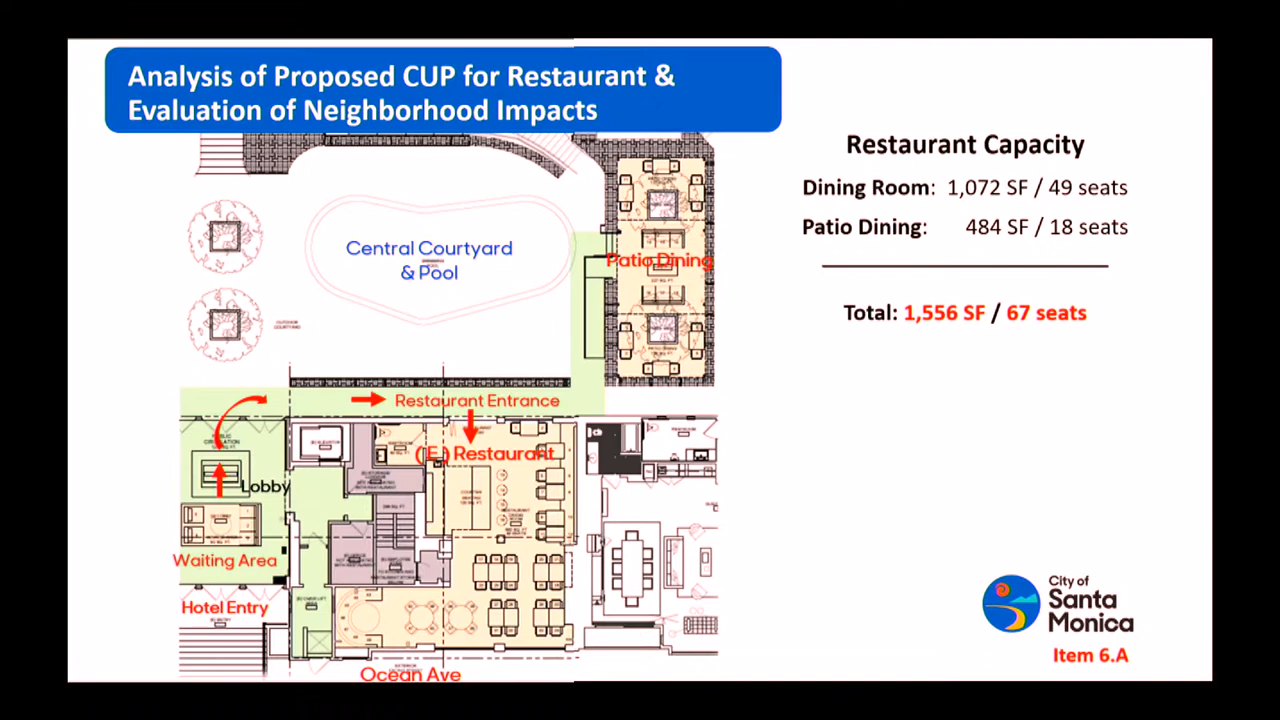 Analysis of Proposed CUP for Restaurant &
Evaluation of Neighborhood Impacts
Restaurant Capacity
Dining Room: 1,072 SF / 49 seats
Patio Dining: 484 SF / 18 seats
Total: 1,556 SF / 67 seats
Central Courtyard
& Pool
Patio Dining
OUTDOOR
COURTYARD
Restaurant Entrance
(E) Restaurant
Lobby
Waiting Area
Hotel Entry
Ocean Ave
City of
Santa
Monica
Item 6.A